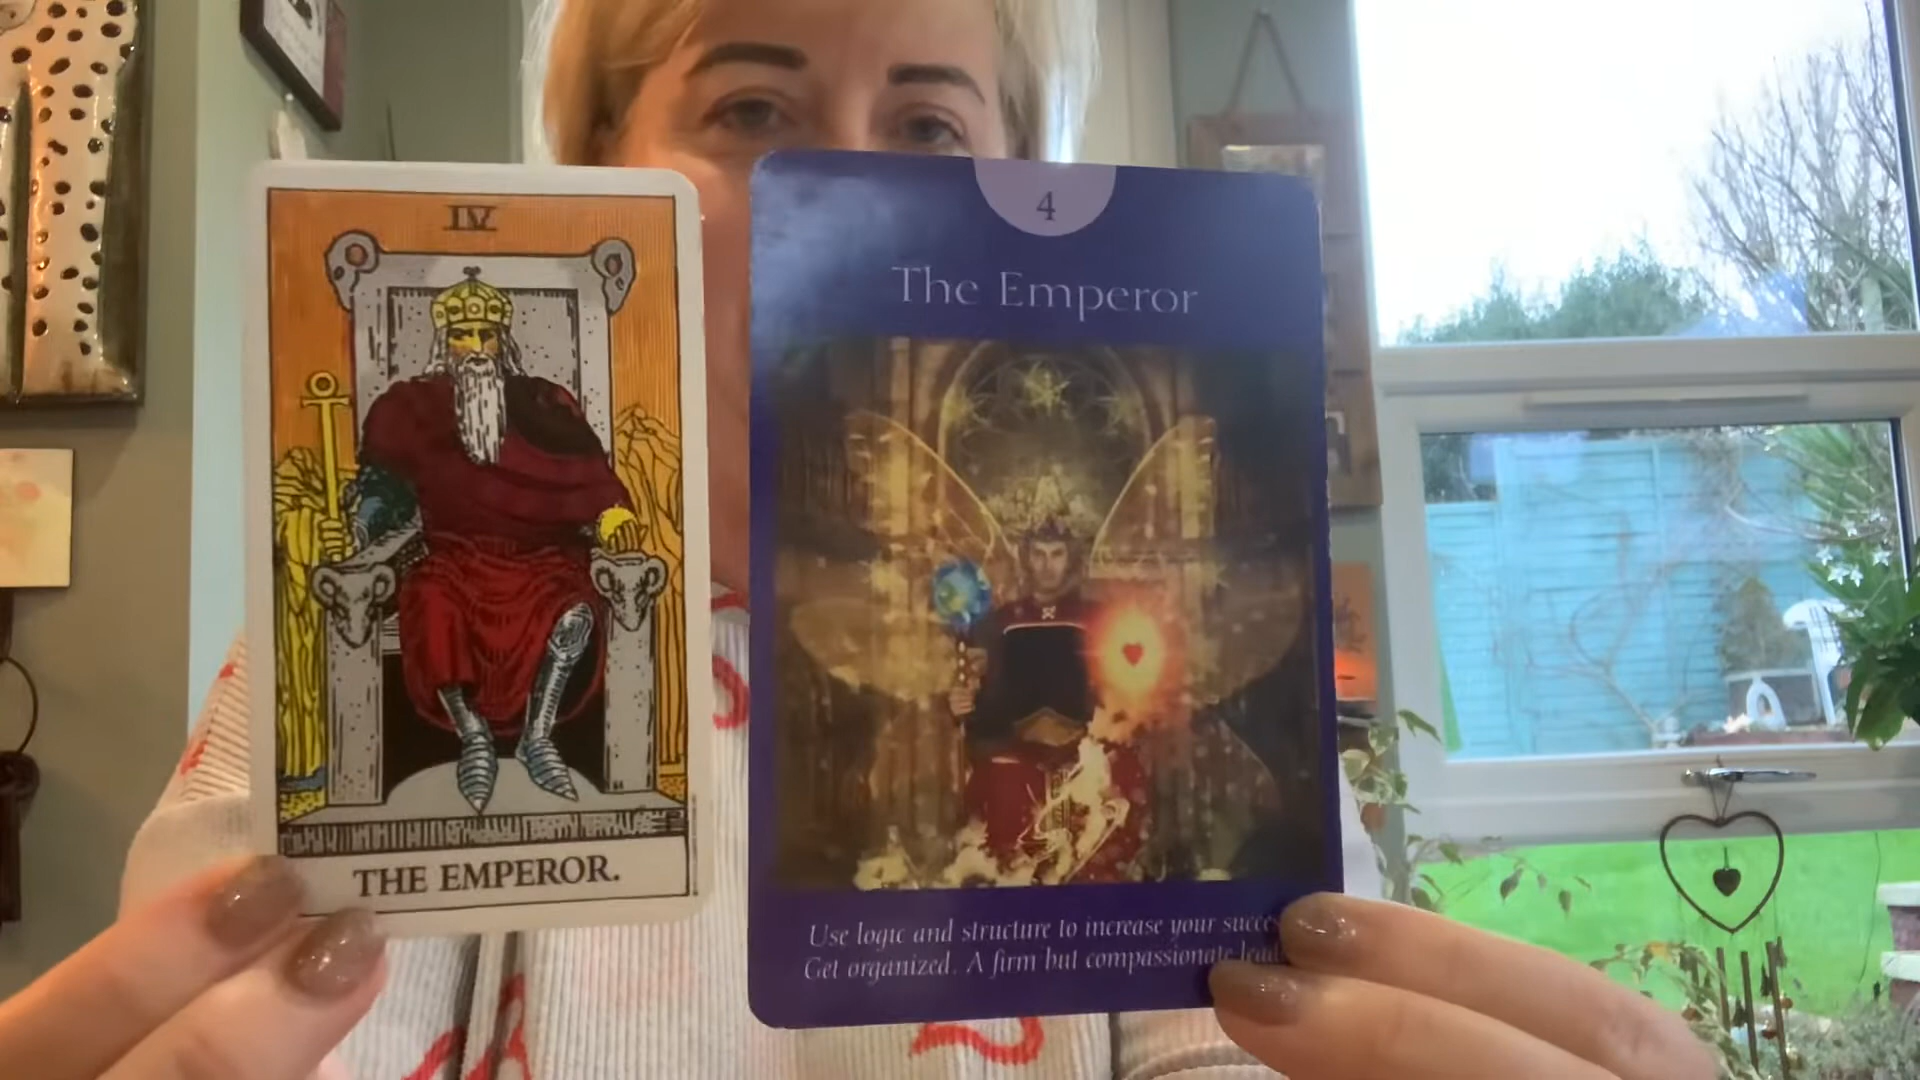 IV
THE EMPEROR.
4
The Emperor
Use logic and structure to increase your
Get organized. A firm but compassionate